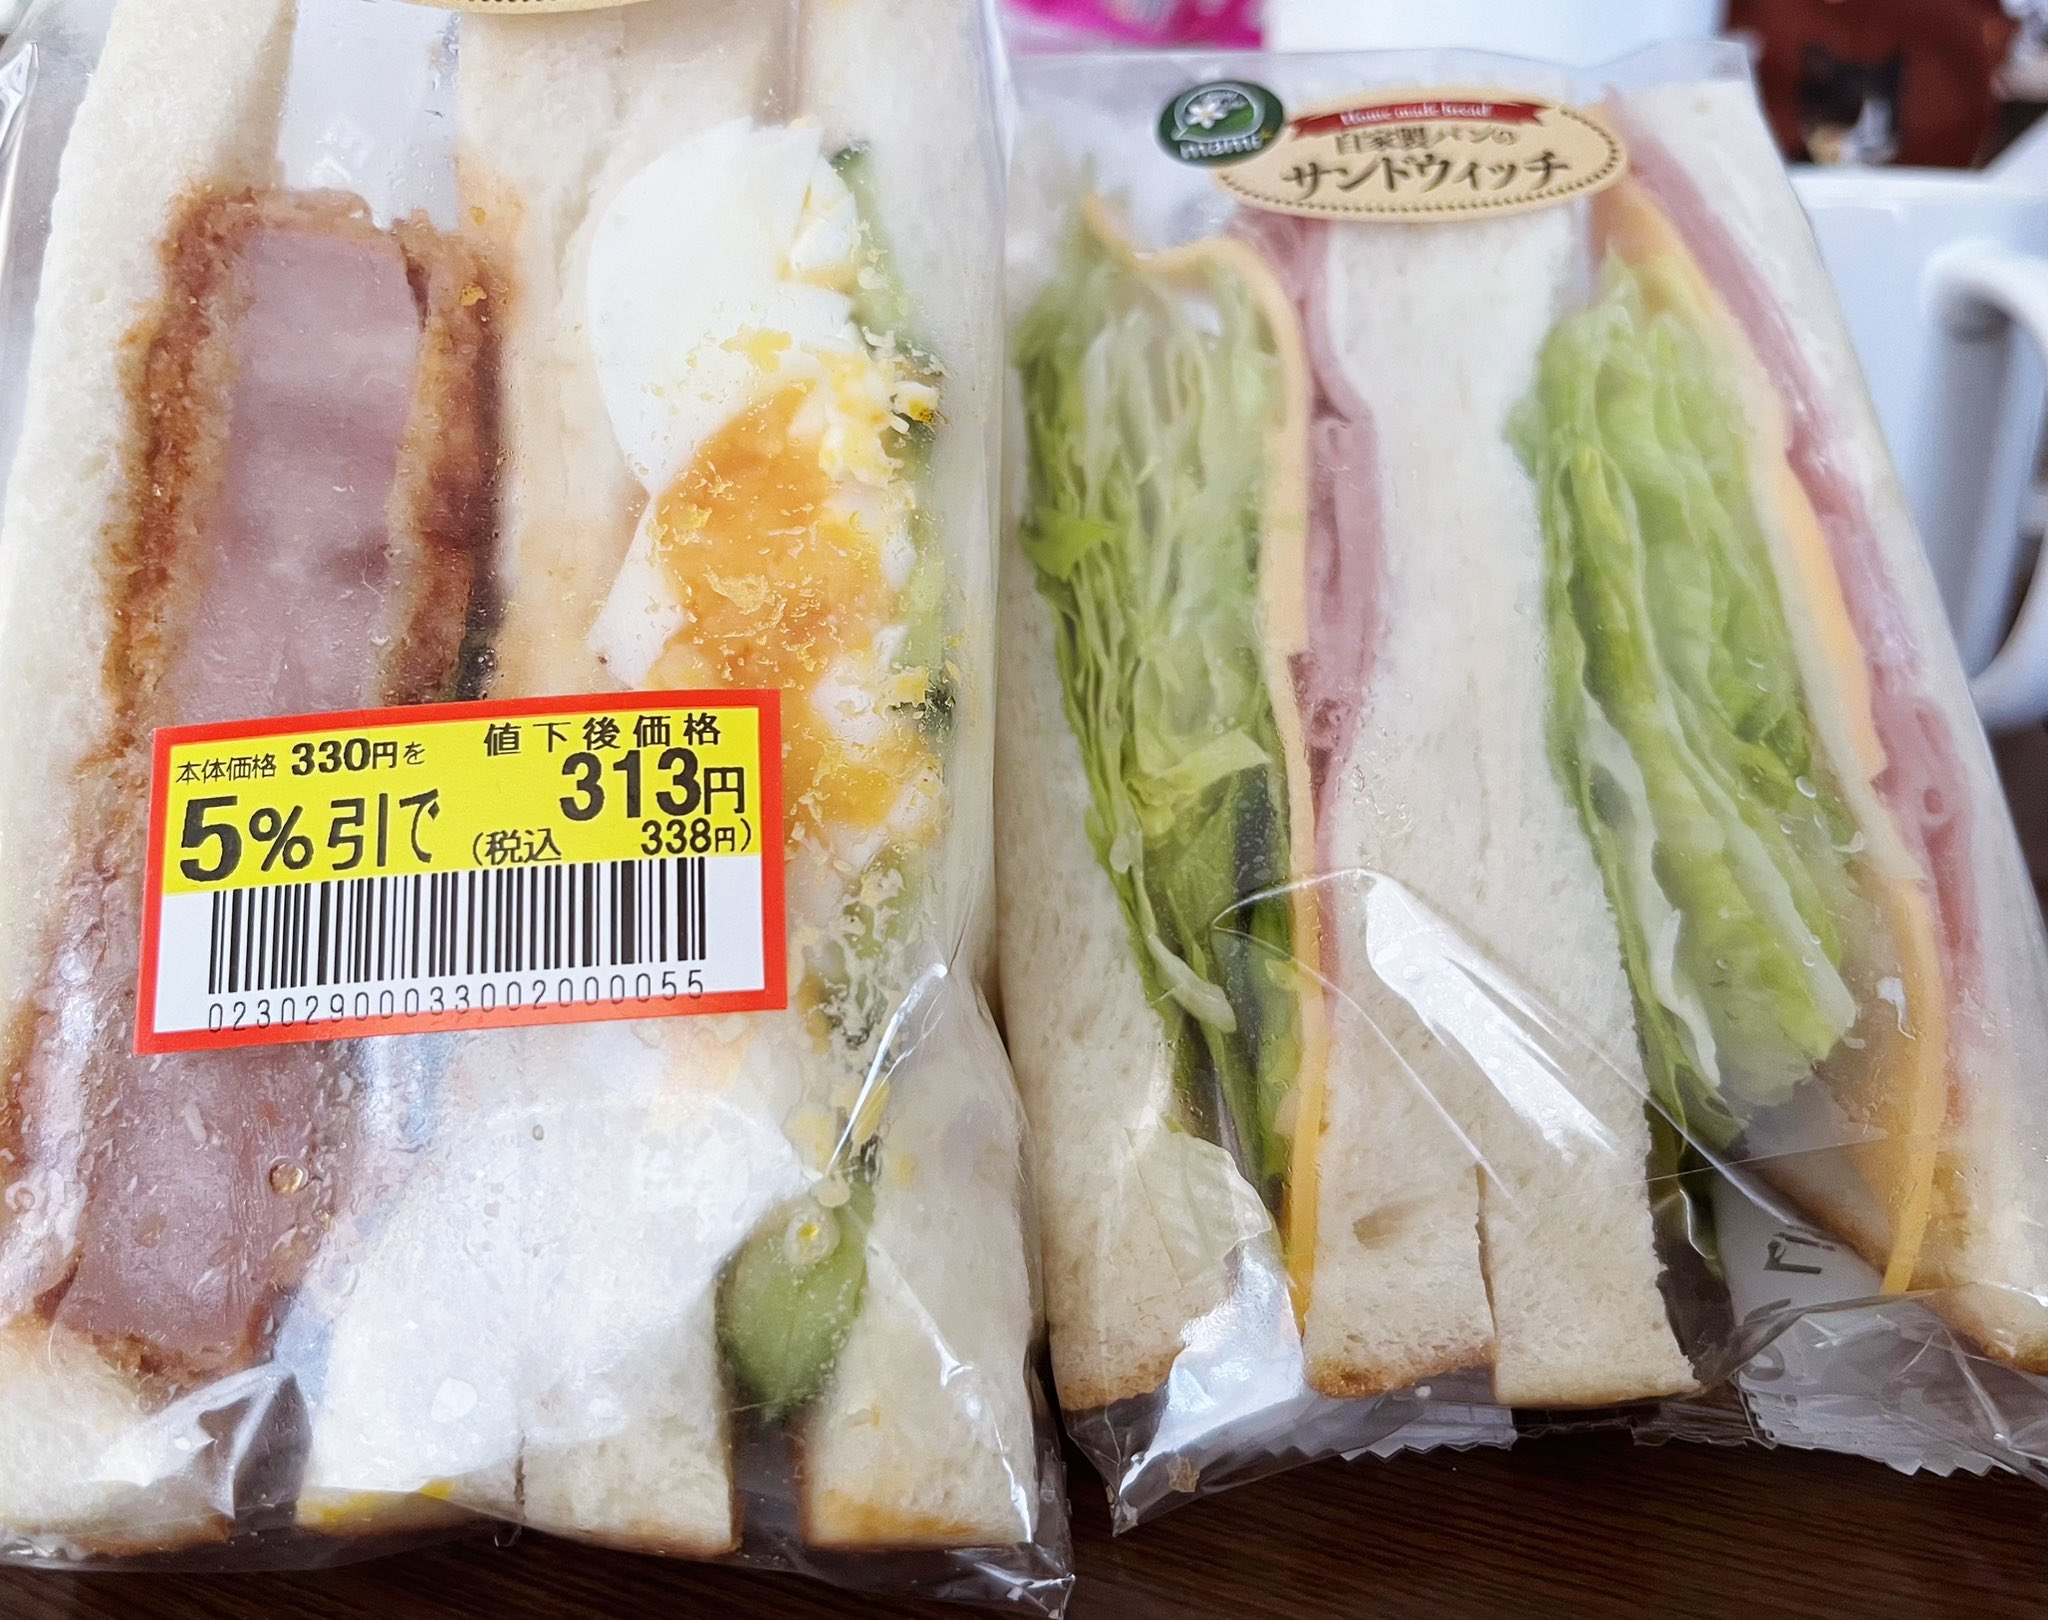 本体価格 330円を
5%引で
値下後価格
313円
(税込 338円)
02302900033002000055
mami
Home made bread
自家製パンの
サンドウィッチ